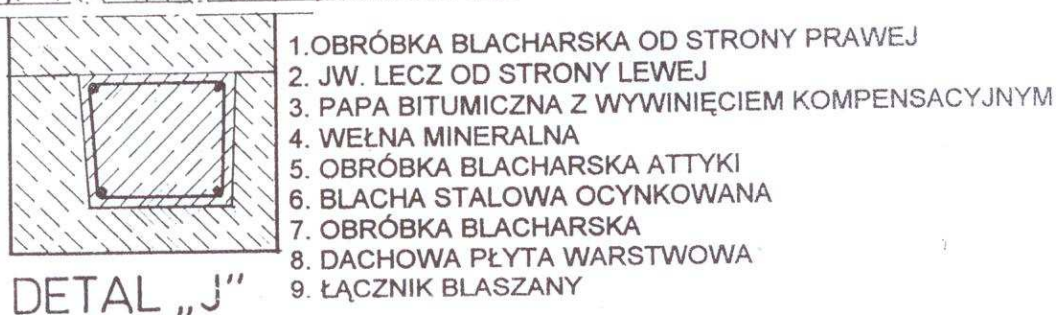 1.OBRÓBKA BLACHARSKA OD STRONY PRAWEJ
2. JW. LECZ OD STRONY LEWEJ
3. PAPA BITUMICZNA Z WYWINIĘCIEM KOMPENSACYJNYM
4. WEŁNA MINERALNA
5. OBRÓBKA BLACHARSKA ATTYKI
6. BLACHA STALOWA OCYNKOWANA
7. OBRÓBKA BLACHARSKA
8. DACHOWA PŁYTA WARSTWOWA
9. ŁĄCZNIK BLASZANY
DETAL „J”